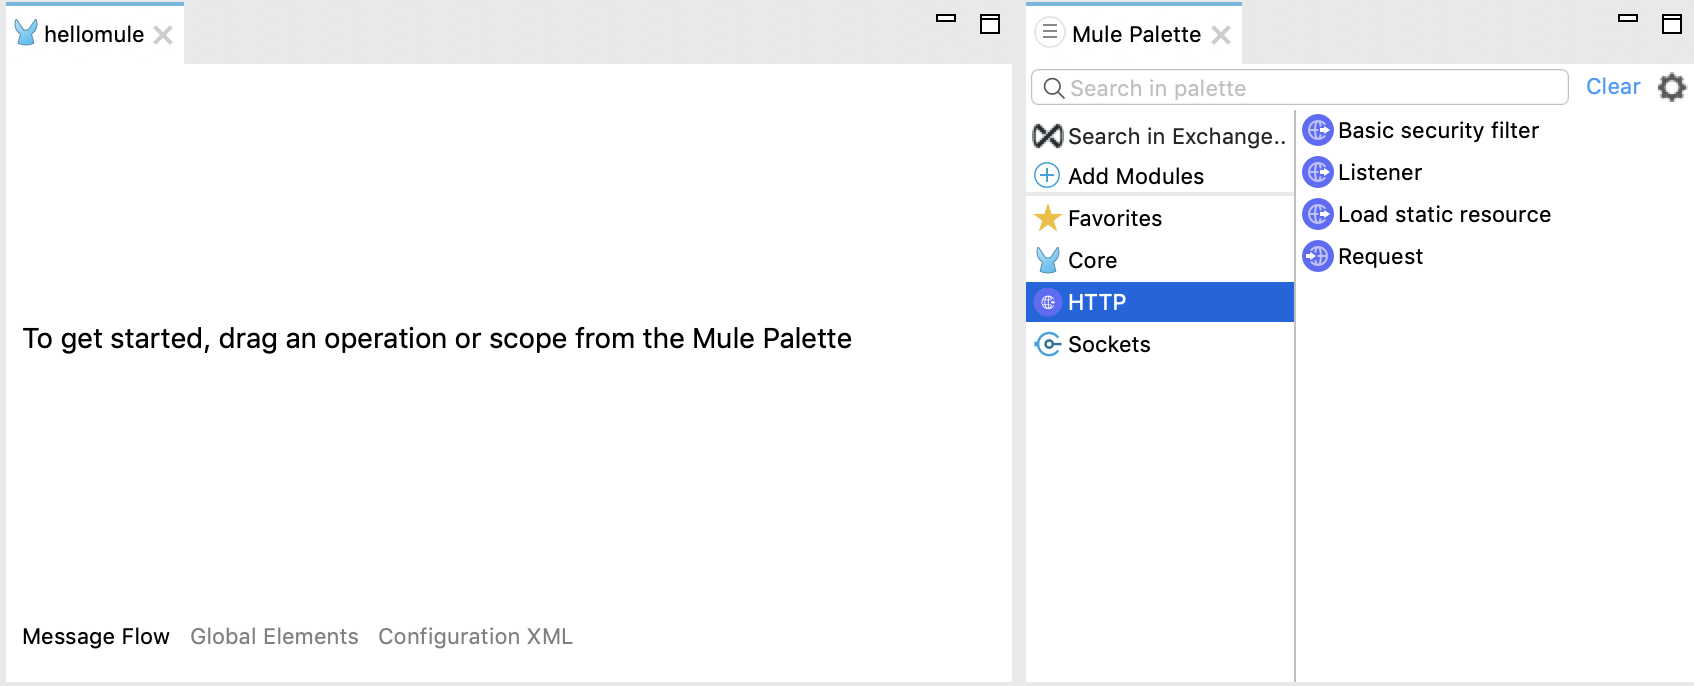 hellomule
To get started, drag an operation or scope from the Mule Palette
Message Flow Global Elements Configuration XML
Mule Palette
Search in palette
Clear
Search in Exchange..
Add Modules
Favorites
Core
HTTP
Sockets
Basic security filter
Listener
Load static resource
Request